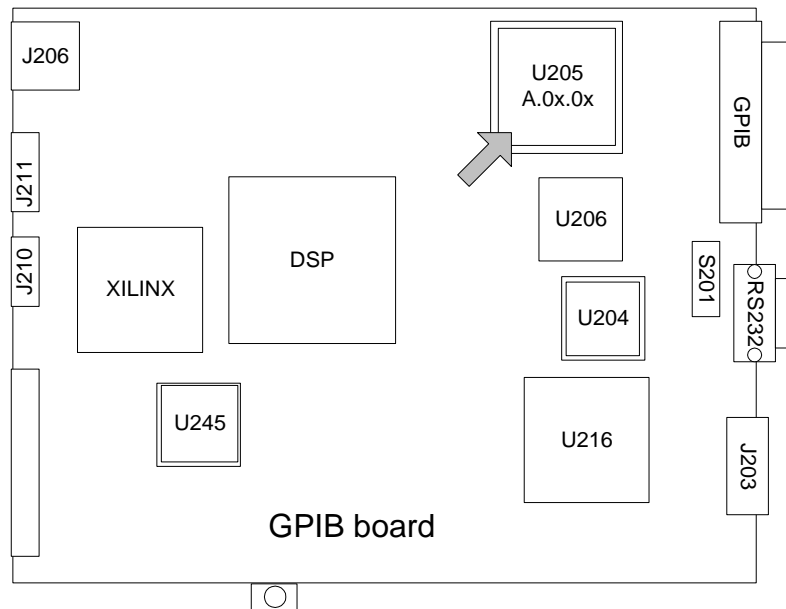 J206
U205
A.0x.0x
GPIB
J211
U206
J210
XILINX
DSP
S201
RS232
U204
U245
U216
J203
GPIB board